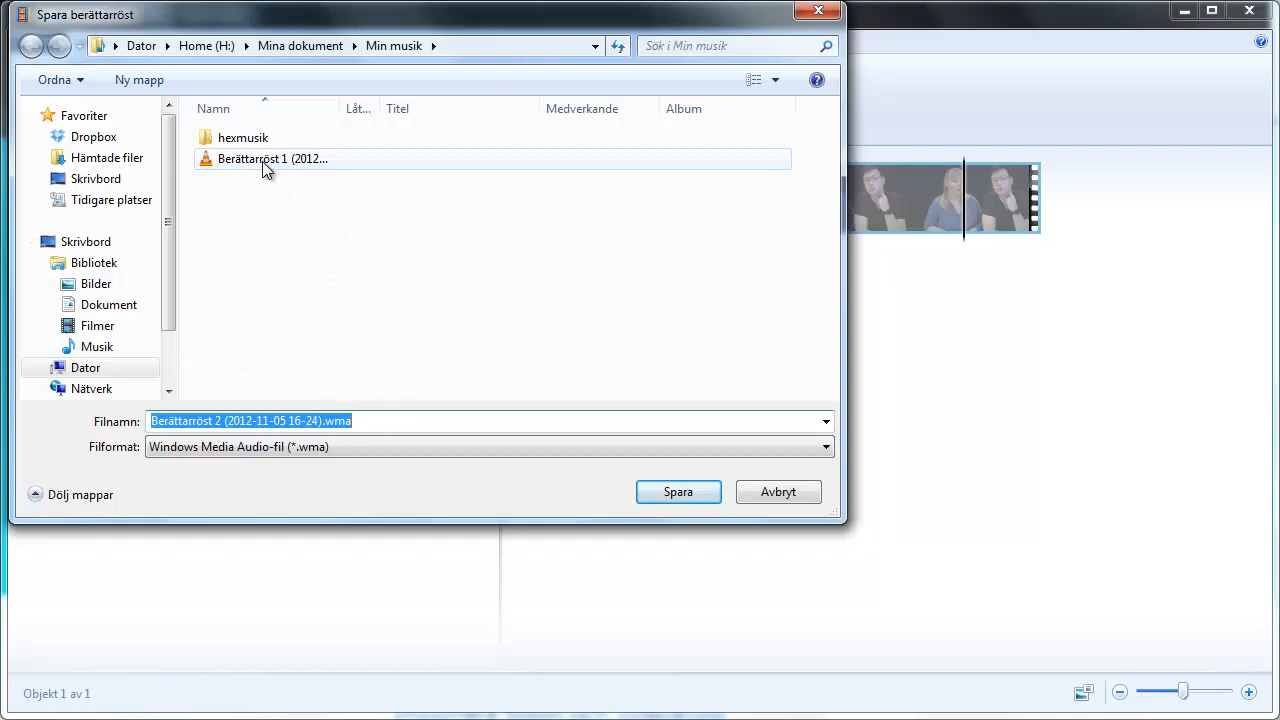 Spara berättarröst
Dator Home (H:) Mina dokument Min musik
Sök i Min musik
Ordna Ny mapp
Namn Låt... Titel Medverkande Album
Favoriter
Dropbox
Hämtade filer
Skrivbord
Tidigare platser
Skrivbord
Bibliotek
Bilder
Dokument
Filmer
Musik
Dator
Nätverk
hexmusik
Berättarröst 1 (2012...
Filnamn: Berättarröst 2 (2012-11-05 16-24).wma
Filformat: Windows Media Audio-fil (*.wma)
Dölj mappar
Spara Avbryt
Objekt 1 av 1